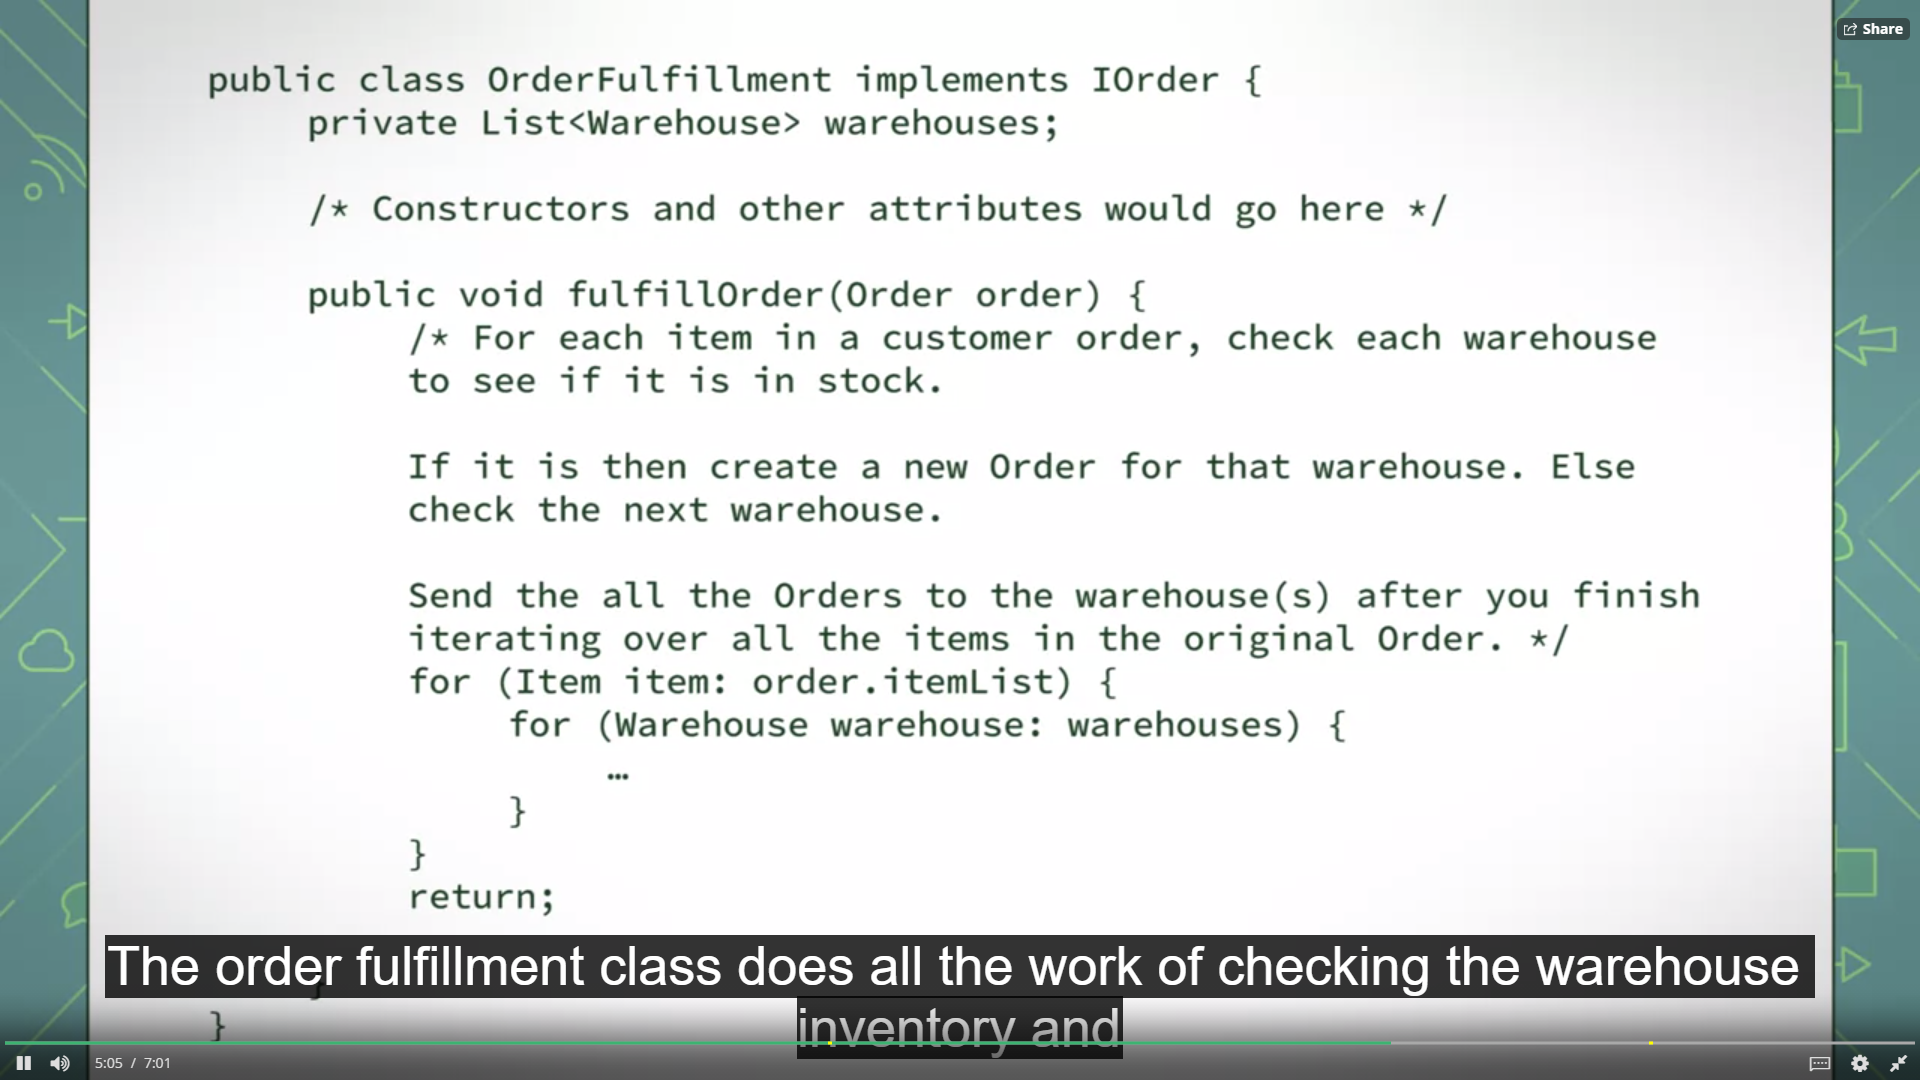 Share
public class OrderFulfillment implements IOrder {
private List<Warehouse> warehouses;
/* Constructors and other attributes would go here */
public void fulfillOrder(Order order) {
/* For each item in a customer order, check each warehouse
to see if it is in stock.
If it is then create a new Order for that warehouse. Else
check the next warehouse.
Send the all the Orders to the warehouse(s) after you finish
iterating over all the items in the original Order. */
for (Item item: order.itemList) {
for (Warehouse warehouse: warehouses) {
…
}
}
return;
The order fulfillment class does all the work of checking the warehouse
inventory and
}
5:05 / 7:01